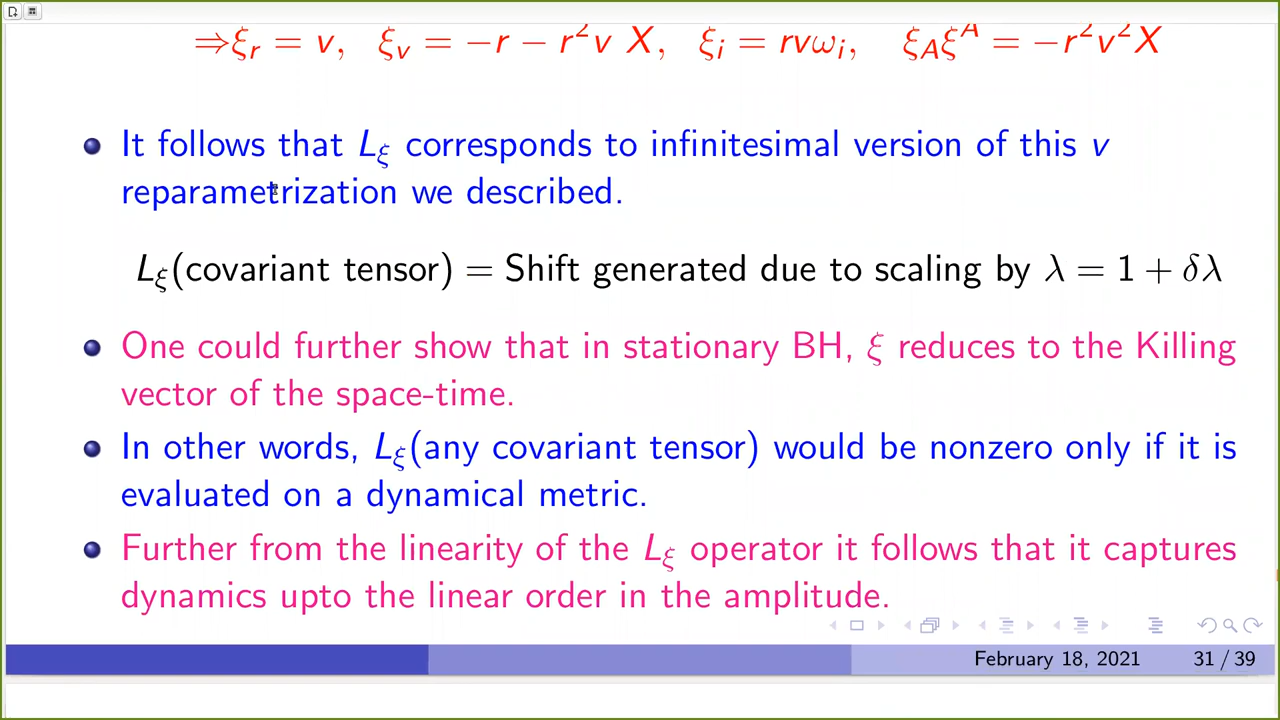 ⇒ξ_r = v, ξ_v = −r − r²v X, ξ_i = rvω_i, ξ_Aξ^A = −r²v²X
It follows that L_ξ corresponds to infinitesimal version of this v
reparametrization we described.
L_ξ(covariant tensor) = Shift generated due to scaling by λ = 1 + δλ
One could further show that in stationary BH, ξ reduces to the Killing
vector of the space-time.
In other words, L_ξ(any covariant tensor) would be nonzero only if it is
evaluated on a dynamical metric.
Further from the linearity of the L_ξ operator it follows that it captures
dynamics upto the linear order in the amplitude.
February 18, 2021 31 / 39